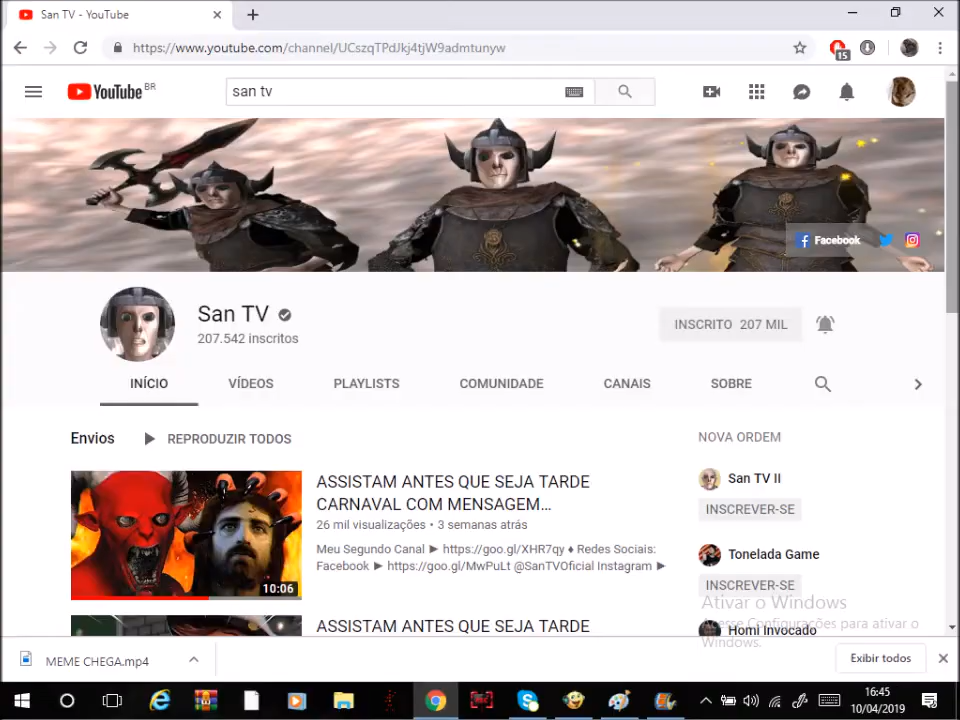 San TV - YouTube
https://www.youtube.com/channel/UCszqTPdJkj4tjW9admtunyw
15
YouTube BR
san tv
Facebook
San TV
207.542 inscritos
INSCRITO 207 MIL
INÍCIO VÍDEOS PLAYLISTS COMUNIDADE CANAIS SOBRE
Envios REPRODUZIR TODOS
NOVA ORDEM
ASSISTAM ANTES QUE SEJA TARDE
CARNAVAL COM MENSAGEM...
26 mil visualizações • 3 semanas atrás
Meu Segundo Canal ► https://goo.gl/XHR7qy ♦ Redes Sociais:
Facebook ► https://goo.gl/MwPuLt @SanTVOficial Instagram ►
10:06
San TV II
INSCREVER-SE
Tonelada Game
INSCREVER-SE
Homi Invocado
ASSISTAM ANTES QUE SEJA TARDE
Ativar o Windows
Acesse Configurações para ativar o
Windows.
MEME CHEGA.mp4
Exibir todos
16:45
10/04/2019